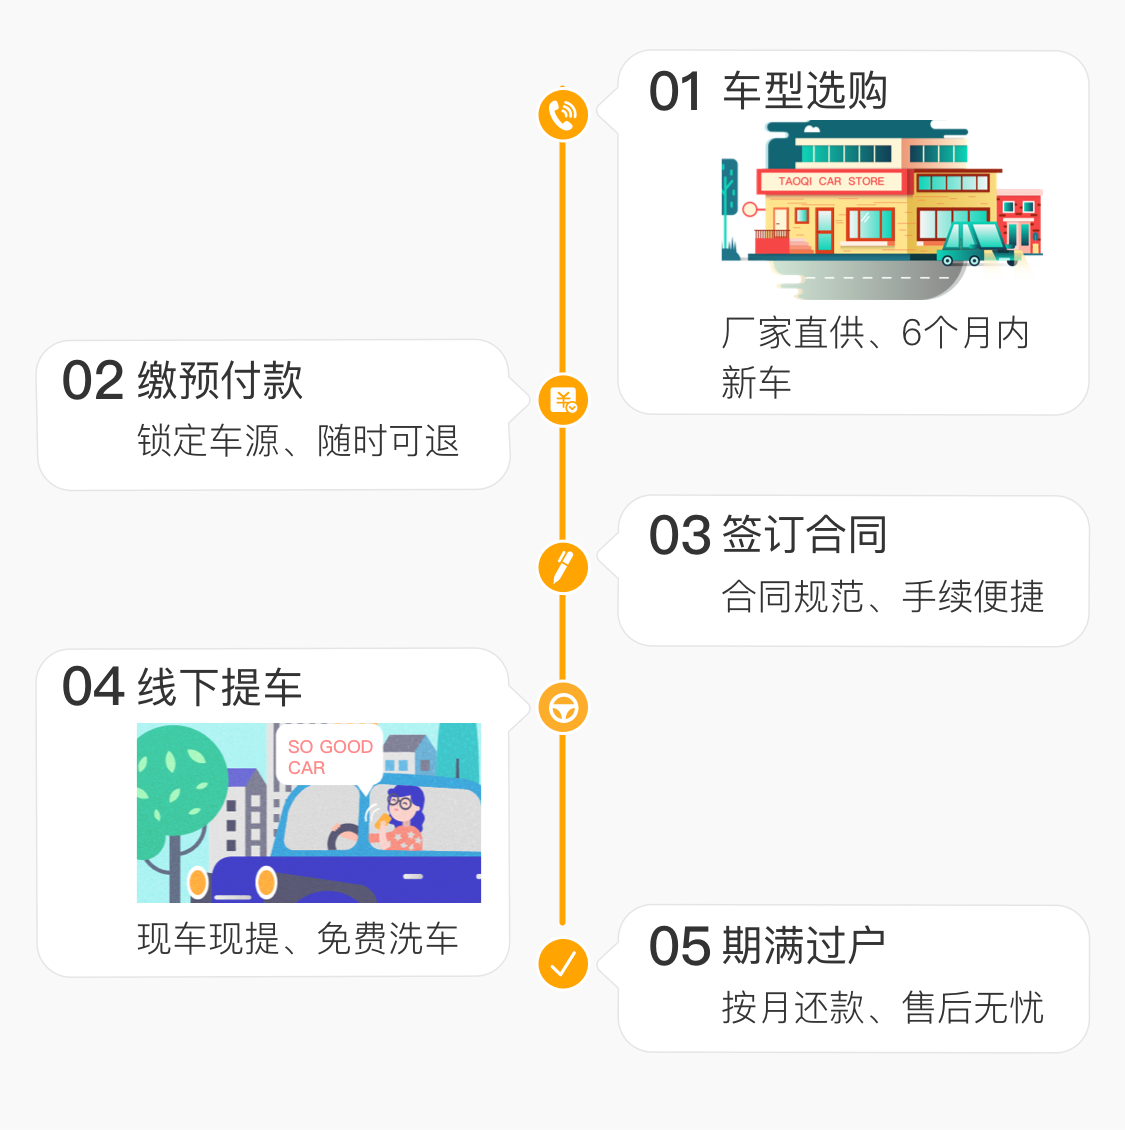 01 车型选购
TAOQI CAR STORE
厂家直供、6个月内
新车
02 缴预付款
锁定车源、随时可退
03 签订合同
合同规范、手续便捷
04 线下提车
SO GOOD
CAR
现车现提、免费洗车
05 期满过户
按月还款、售后无忧